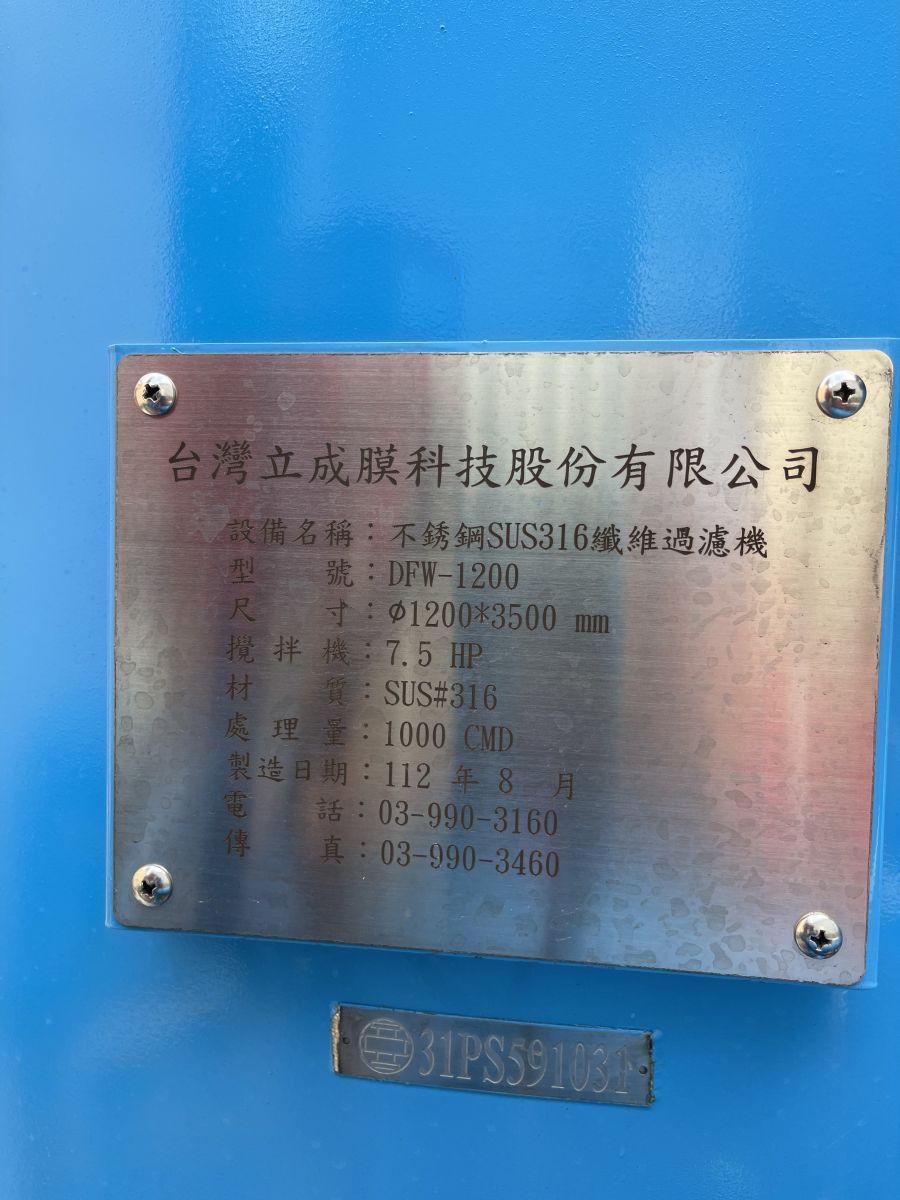 台灣立成膜科技股份有限公司
設備名稱：不銹鋼SUS316纖維過濾機
型號：DFW-1200
尺寸：φ1200*3500 mm
攪拌機：7.5 HP
材質：SUS#316
處理量：1000 CMD
製造日期：112 年 8 月
電話：03-990-3160
傳真：03-990-3460
31PS591031